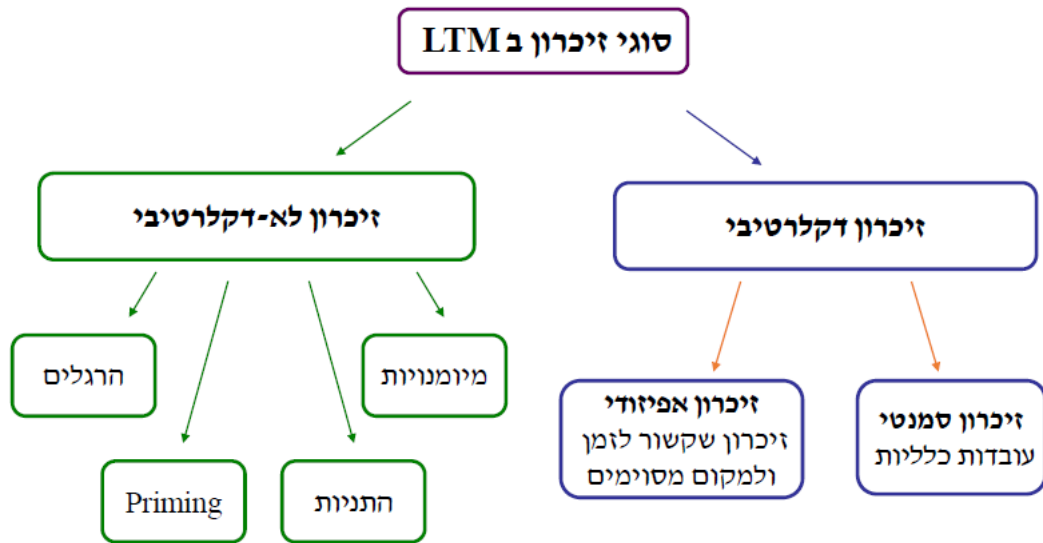 סוגי זיכרון ב LTM
זיכרון דקלרטיבי
זיכרון לא-דקלרטיבי
זיכרון סמנטי
עובדות כלליות
זיכרון אפיזודי
זיכרון שקשור לזמן
ולמקום מסוימים
מיומנויות
התניות
Priming
הרגלים